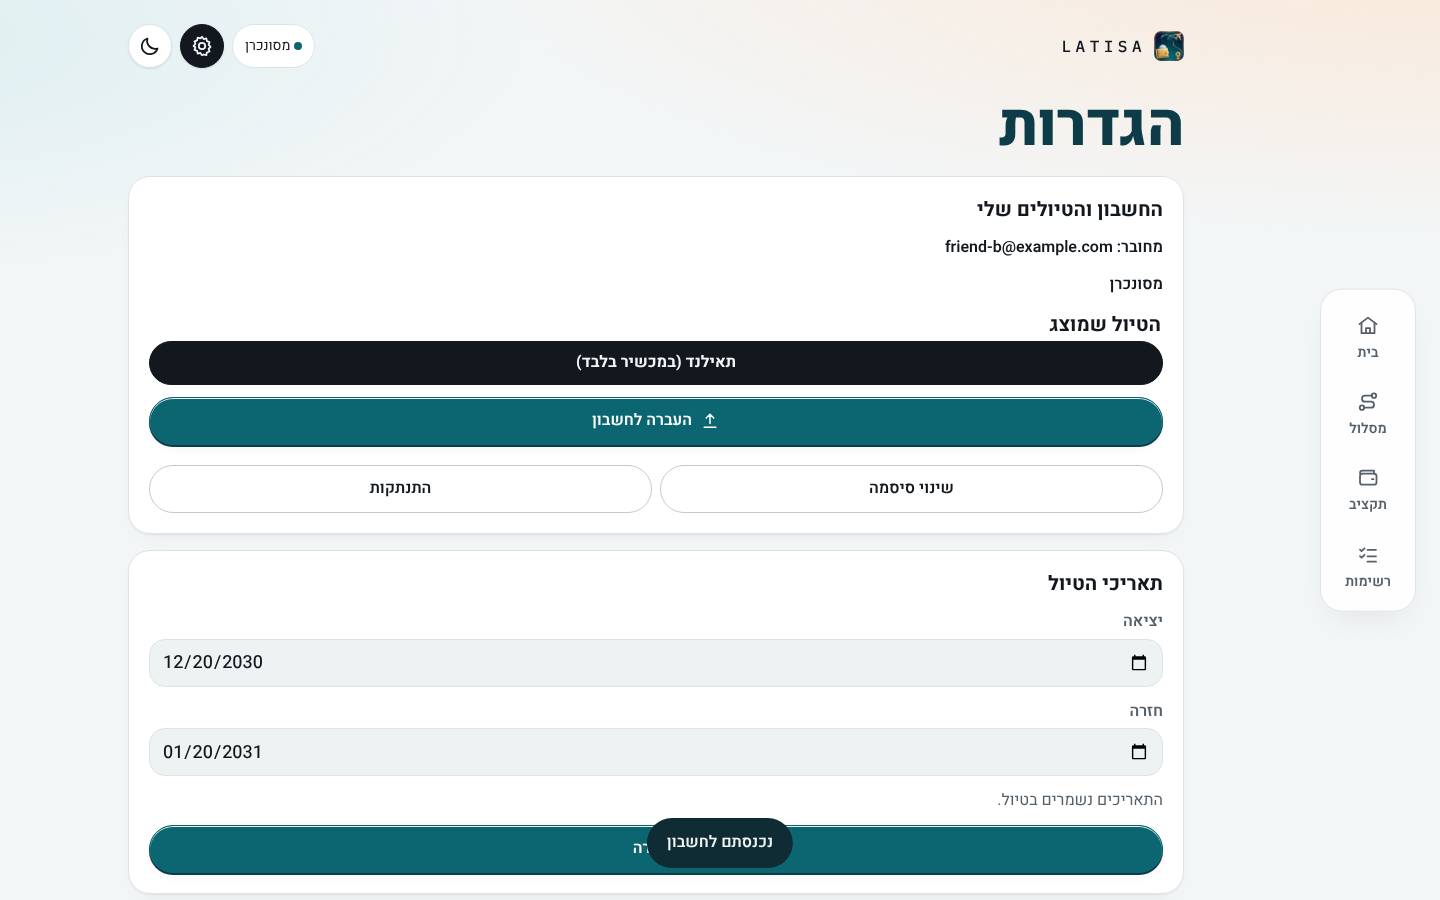 LATISA
מסונכרן
הגדרות
החשבון והטיולים שלי
מחובר: friend-b@example.com
מסונכרן
הטיול שמוצג
תאילנד (במכשיר בלבד)
העברה לחשבון
שינוי סיסמה
התנתקות
תאריכי הטיול
יציאה
12/20/2030
חזרה
01/20/2031
התאריכים נשמרים בטיול.
נכנסתם לחשבון
בית
מסלול
תקציב
רשימות